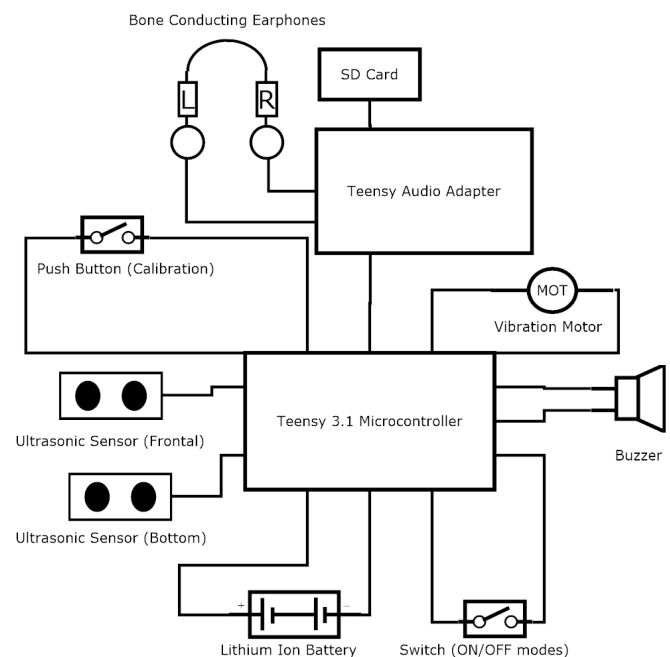 Bone Conducting Earphones
SD Card
L
R
Teensy Audio Adapter
Push Button (Calibration)
MOT
Vibration Motor
Teensy 3.1 Microcontroller
Ultrasonic Sensor (Frontal)
Buzzer
Ultrasonic Sensor (Bottom)
+
−
Lithium Ion Battery
Switch (ON/OFF modes)